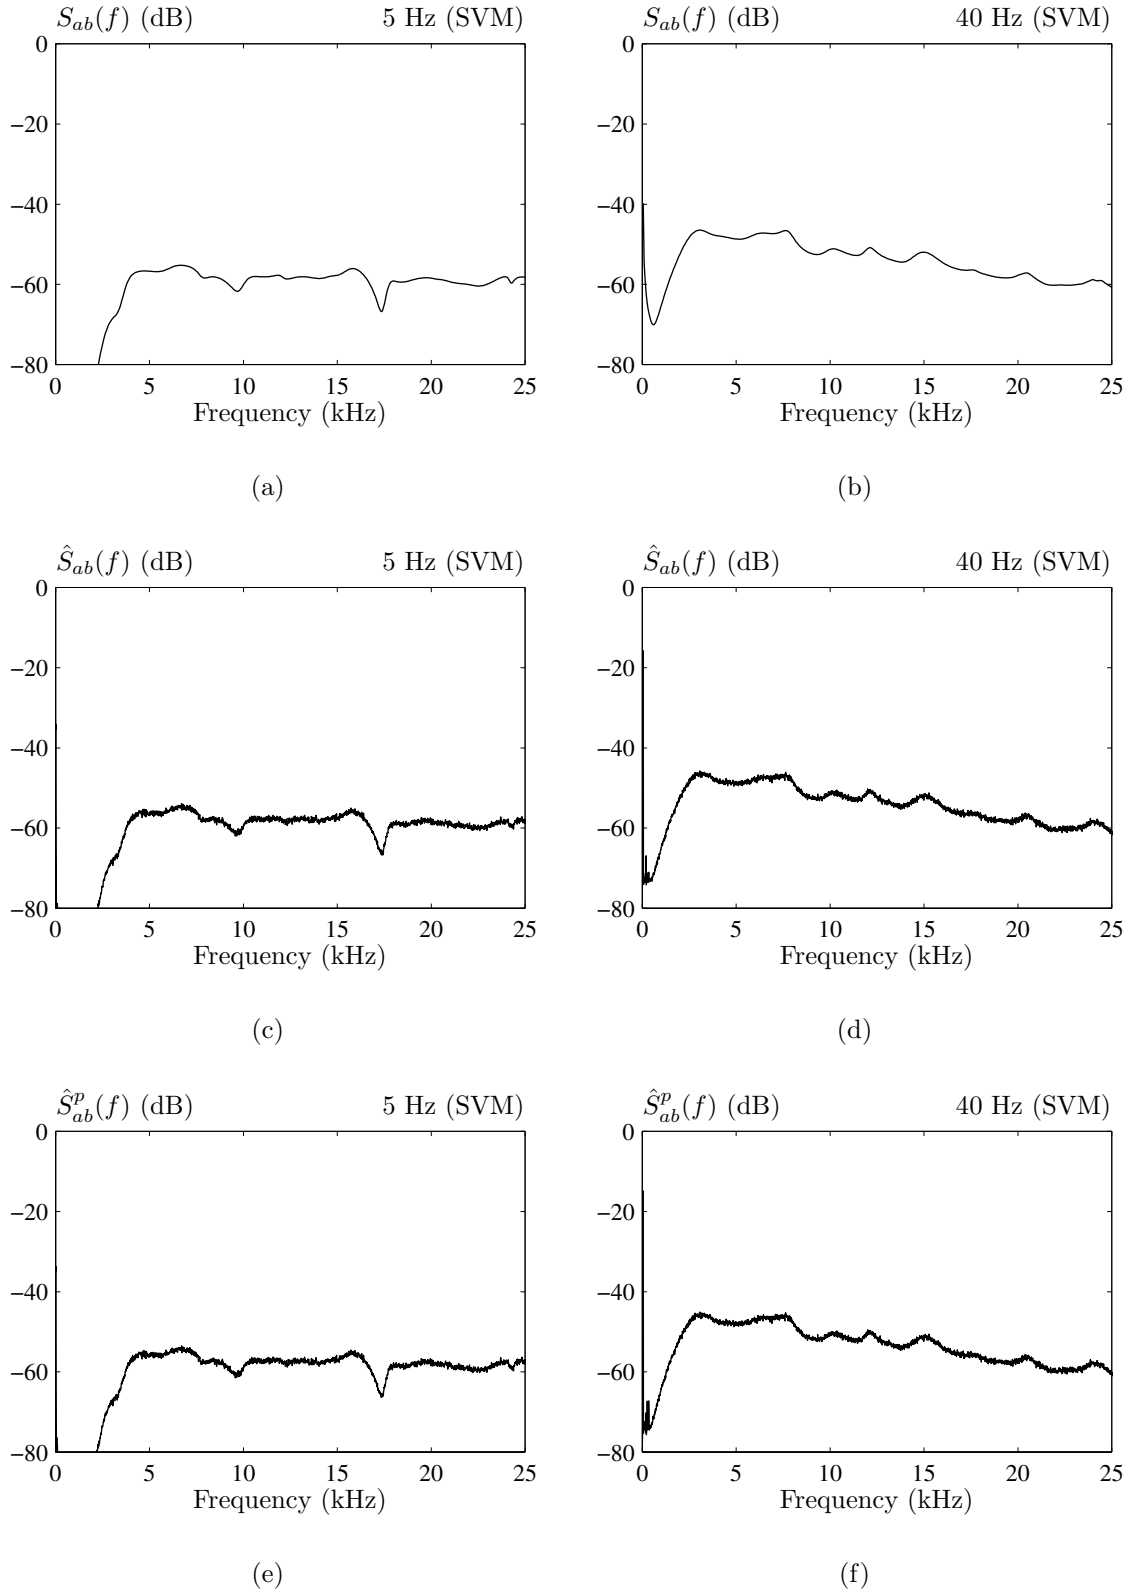 S_ab(f) (dB) 5 Hz (SVM)
0
−20
−40
−60
−80
0 5 10 15 20 25
Frequency (kHz)
(a)
S_ab(f) (dB) 40 Hz (SVM)
0
−20
−40
−60
−80
0 5 10 15 20 25
Frequency (kHz)
(b)
Ŝ_ab(f) (dB) 5 Hz (SVM)
0
−20
−40
−60
−80
0 5 10 15 20 25
Frequency (kHz)
(c)
Ŝ_ab(f) (dB) 40 Hz (SVM)
0
−20
−40
−60
−80
0 5 10 15 20 25
Frequency (kHz)
(d)
Ŝ^p_ab(f) (dB) 5 Hz (SVM)
0
−20
−40
−60
−80
0 5 10 15 20 25
Frequency (kHz)
(e)
Ŝ^p_ab(f) (dB) 40 Hz (SVM)
0
−20
−40
−60
−80
0 5 10 15 20 25
Frequency (kHz)
(f)